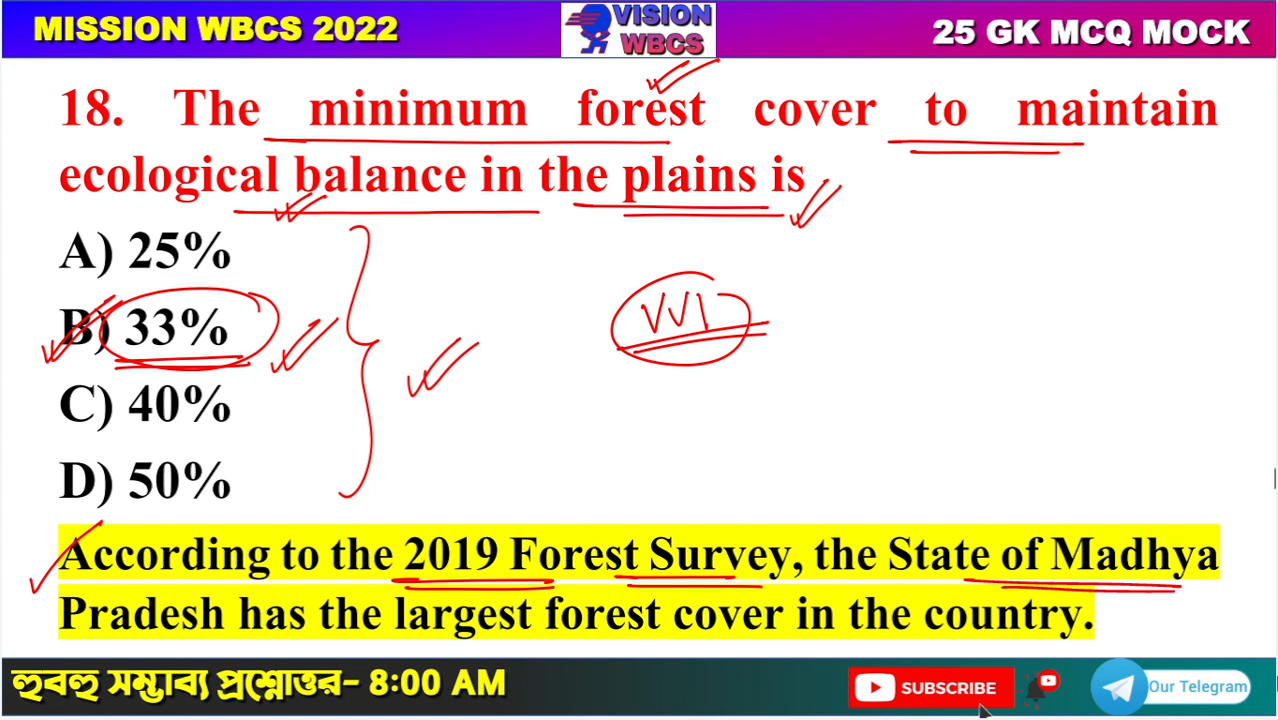 MISSION WBCS 2022
VISION
WBCS
25 GK MCQ MOCK
18. The minimum forest cover to maintain
ecological balance in the plains is
A) 25%
B) 33%
C) 40%
D) 50%
VVI
According to the 2019 Forest Survey, the State of Madhya
Pradesh has the largest forest cover in the country.
হুবহু সম্ভাব্য প্রশ্নোত্তর- 8:00 AM
SUBSCRIBE
Our Telegram